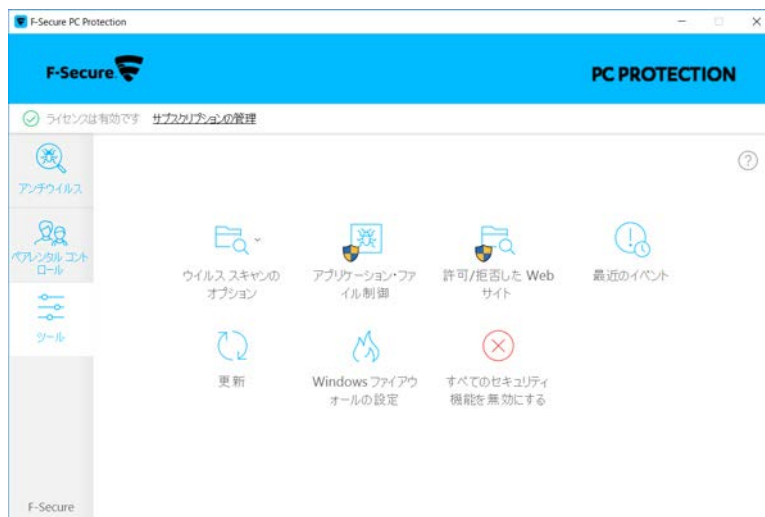 F-Secure PC Protection
F-Secure
PC PROTECTION
ライセンスは有効です サブスクリプションの管理
アンチウイルス
ペアレンタル コント
ロール
ツール
ウイルス スキャンの
オプション
アプリケーション・ファ
イル制御
許可/拒否した Web
サイト
最近のイベント
更新
Windows ファイアウ
ォールの設定
すべてのセキュリティ
機能を無効にする
F-Secure